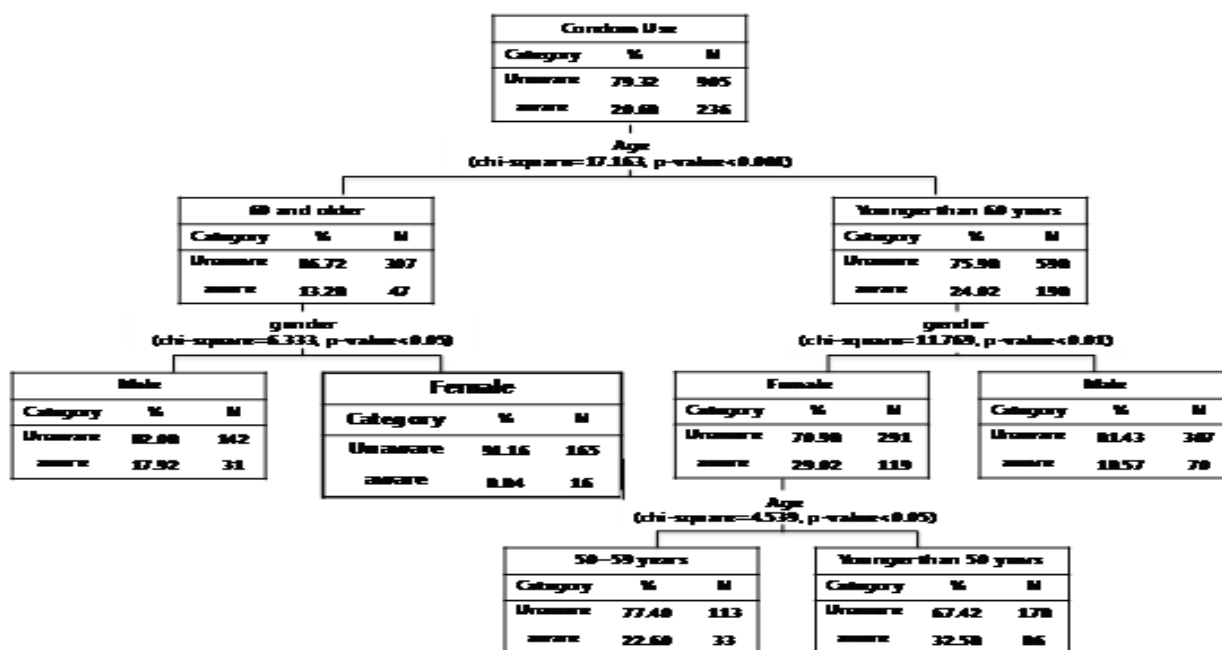 Condom Use
Category % N
Unaware 79.32 905
aware 20.68 236
Age
(chi-square=17.163, p-value<0.001)
60 and older
Category % N
Unaware 86.72 307
aware 13.28 47
Younger than 60 years
Category % N
Unaware 75.98 598
aware 24.02
gender
(chi-square=6.333, p-value<0.05)
gender
(chi-square=11.769, p-value<0.01)
Male
Category % N
Unaware 82.08 142
aware 17.92 31
Female
Category % N
Unaware 91.16 165
aware 8.84 16
Female
Category % N
Unaware 70.98 291
aware 29.02 119
Male
Category % N
Unaware 81.43 307
aware 18.57 70
Age
(chi-square=4.539, p-value<0.05)
50–59 years
Category % N
Unaware 77.40 113
aware 22.60 33
Younger than 50 years
Category % N
Unaware 67.42 178
aware 32.58 86